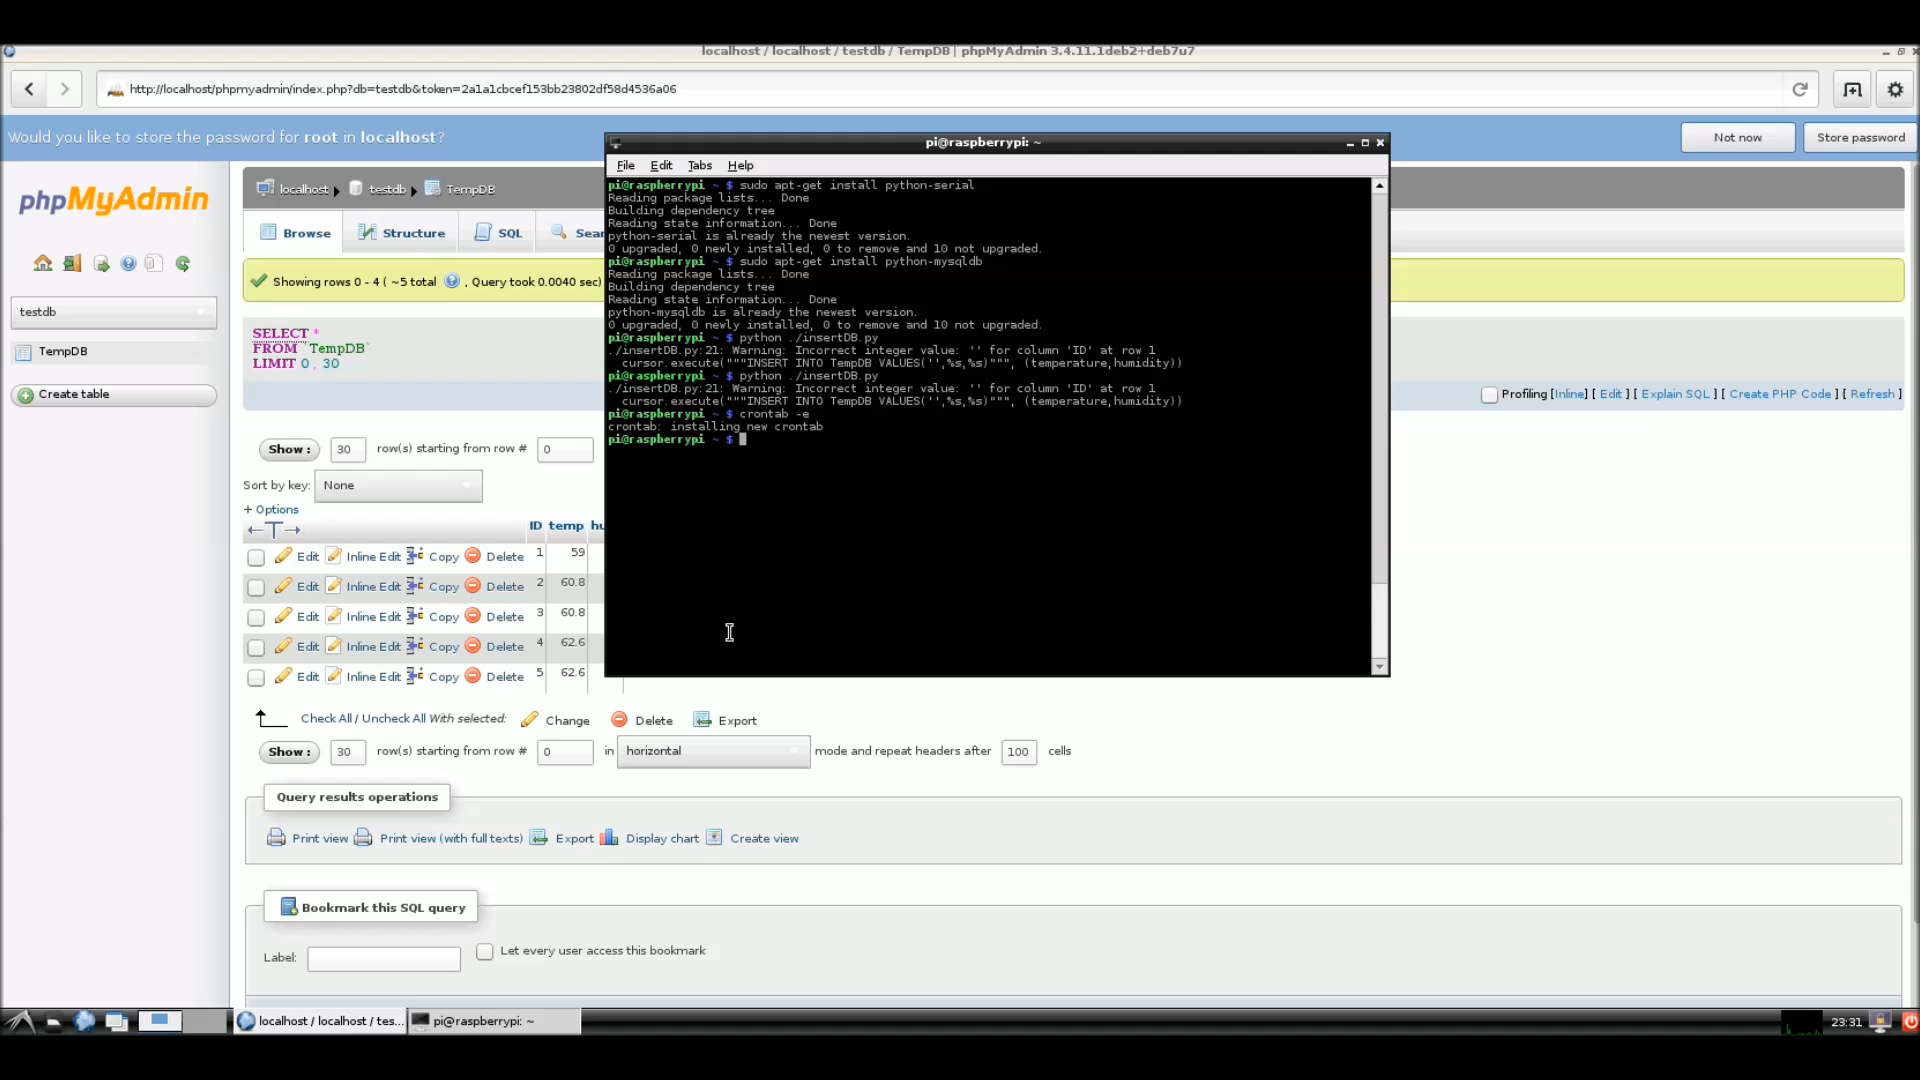 localhost / localhost / testdb / TempDB | phpMyAdmin 3.4.11.1deb2+deb7u7
http://localhost/phpmyadmin/index.php?db=testdb&token=2a1a1cbcef153bb23802df58d4536a06
Would you like to store the password for root in localhost?
Not now
Store password
phpMyAdmin
testdb
TempDB
Create table
localhost
testdb
TempDB
Browse
Structure
SQL
Sear
Showing rows 0 - 4 ( ~5 total , Query took 0.0040 sec)
SELECT *
FROM `TempDB`
LIMIT 0 , 30
Profiling [Inline] [ Edit ] [ Explain SQL ] [ Create PHP Code ] [ Refresh ]
Show : 30 row(s) starting from row # 0
Sort by key: None
+ Options
ID temp hu
Edit Inline Edit Copy Delete 1 59
Edit Inline Edit Copy Delete 2 60.8
Edit Inline Edit Copy Delete 3 60.8
Edit Inline Edit Copy Delete 4 62.6
Edit Inline Edit Copy Delete 5 62.6
Check All / Uncheck All With selected: Change Delete Export
Show : 30 row(s) starting from row # 0 in horizontal mode and repeat headers after 100 cells
Query results operations
Print view Print view (with full texts) Export Display chart Create view
Bookmark this SQL query
Label: Let every user access this bookmark
pi@raspberrypi: ~
File Edit Tabs Help
pi@raspberrypi ~ $ sudo apt-get install python-serial
Reading package lists... Done
Building dependency tree
Reading state information... Done
python-serial is already the newest version.
0 upgraded, 0 newly installed, 0 to remove and 10 not upgraded.
pi@raspberrypi ~ $ sudo apt-get install python-mysqldb
Reading package lists... Done
Building dependency tree
Reading state information... Done
python-mysqldb is already the newest version.
0 upgraded, 0 newly installed, 0 to remove and 10 not upgraded.
pi@raspberrypi ~ $ python ./insertDB.py
./insertDB.py:21: Warning: Incorrect integer value: '' for column 'ID' at row 1
cursor.execute("""INSERT INTO TempDB VALUES('',%s,%s)""", (temperature,humidity))
pi@raspberrypi ~ $ python ./insertDB.py
./insertDB.py:21: Warning: Incorrect integer value: '' for column 'ID' at row 1
cursor.execute("""INSERT INTO TempDB VALUES('',%s,%s)""", (temperature,humidity))
pi@raspberrypi ~ $ crontab -e
crontab: installing new crontab
pi@raspberrypi ~ $
localhost / localhost / tes...
pi@raspberrypi: ~
23:31